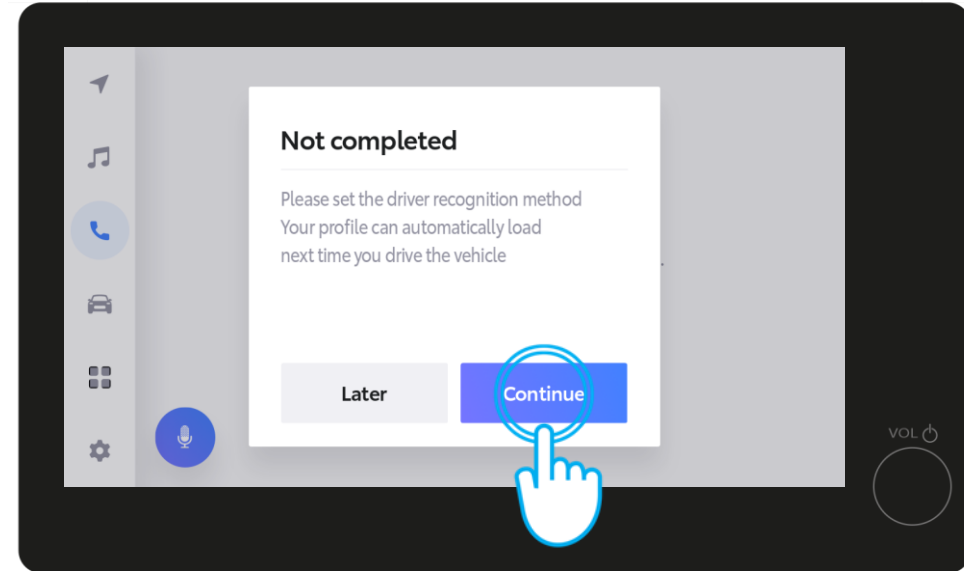 Not completed
Please set the driver recognition method
Your profile can automatically load
next time you drive the vehicle
Later
Continue
VOL